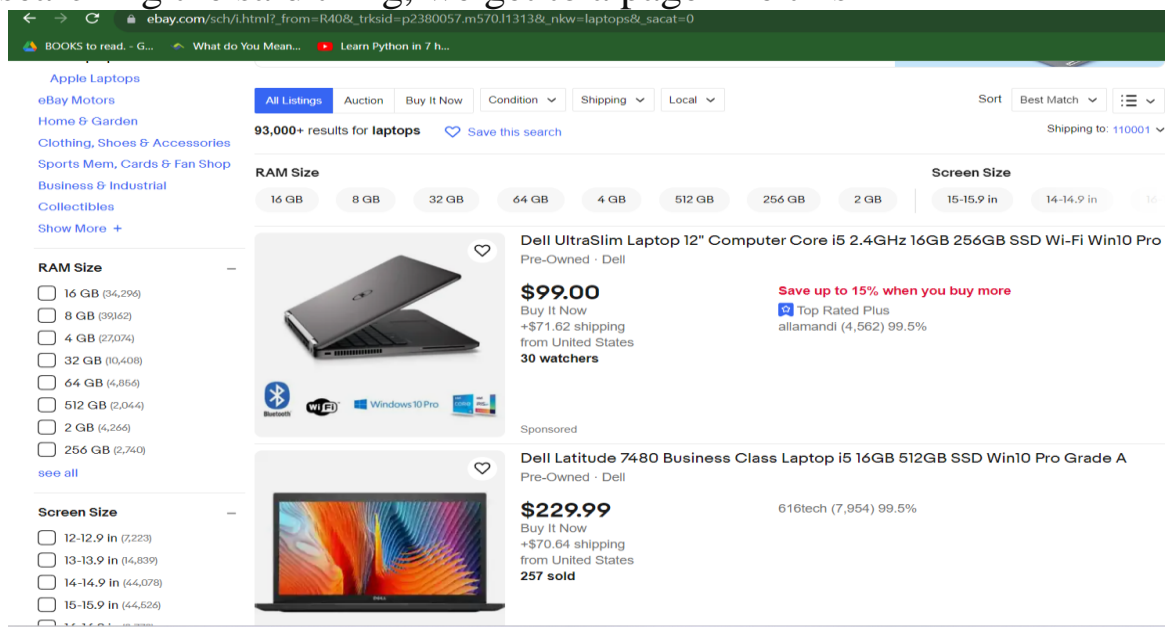 ebay.com/sch/i.html?_from=R40&_trksid=p2380057.m570.l1313&_nkw=laptops&_sacat=0
BOOKS to read. - G... What do You Mean... Learn Python in 7 h...
Apple Laptops
eBay Motors
Home & Garden
Clothing, Shoes & Accessories
Sports Mem, Cards & Fan Shop
Business & Industrial
Collectibles
Show More +
RAM Size
16 GB (34,296)
8 GB (39,162)
4 GB (27,074)
32 GB (10,408)
64 GB (4,856)
512 GB (2,044)
2 GB (4,266)
256 GB (2,740)
see all
Screen Size
12-12.9 in (7,223)
13-13.9 in (14,839)
14-14.9 in (44,078)
15-15.9 in (44,526)
All Listings Auction Buy It Now Condition Shipping Local Sort Best Match
93,000+ results for laptops Save this search Shipping to: 110001
RAM Size Screen Size
16 GB 8 GB 32 GB 64 GB 4 GB 512 GB 256 GB 2 GB 15-15.9 in 14-14.9 in
Dell UltraSlim Laptop 12" Computer Core i5 2.4GHz 16GB 256GB SSD Wi-Fi Win10 Pro
Pre-Owned · Dell
$99.00
Buy It Now
+$71.62 shipping
from United States
30 watchers
Save up to 15% when you buy more
Top Rated Plus
allamandi (4,562) 99.5%
Bluetooth Wi Fi Windows 10 Pro
Sponsored
Dell Latitude 7480 Business Class Laptop i5 16GB 512GB SSD Win10 Pro Grade A
Pre-Owned · Dell
$229.99
Buy It Now
+$70.64 shipping
from United States
257 sold
616tech (7,954) 99.5%
DELL